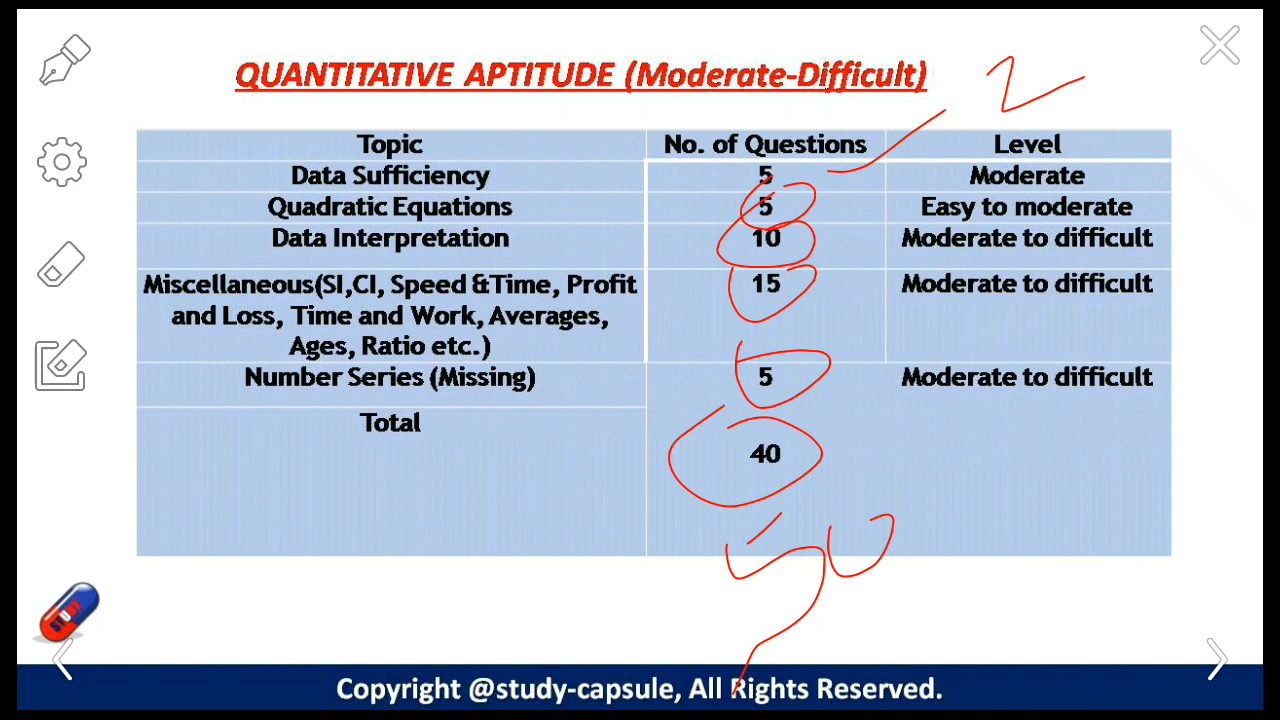 QUANTITATIVE APTITUDE (Moderate-Difficult)
2
Topic No. of Questions Level
Data Sufficiency 5 Moderate
Quadratic Equations 5 Easy to moderate
Data Interpretation 10 Moderate to difficult
Miscellaneous(SI,CI, Speed &Time, Profit 15 Moderate to difficult
and Loss, Time and Work, Averages,
Ages, Ratio etc.)
Number Series (Missing) 5 Moderate to difficult
Total
40
50
STUDY
Copyright @study-capsule, All Rights Reserved.